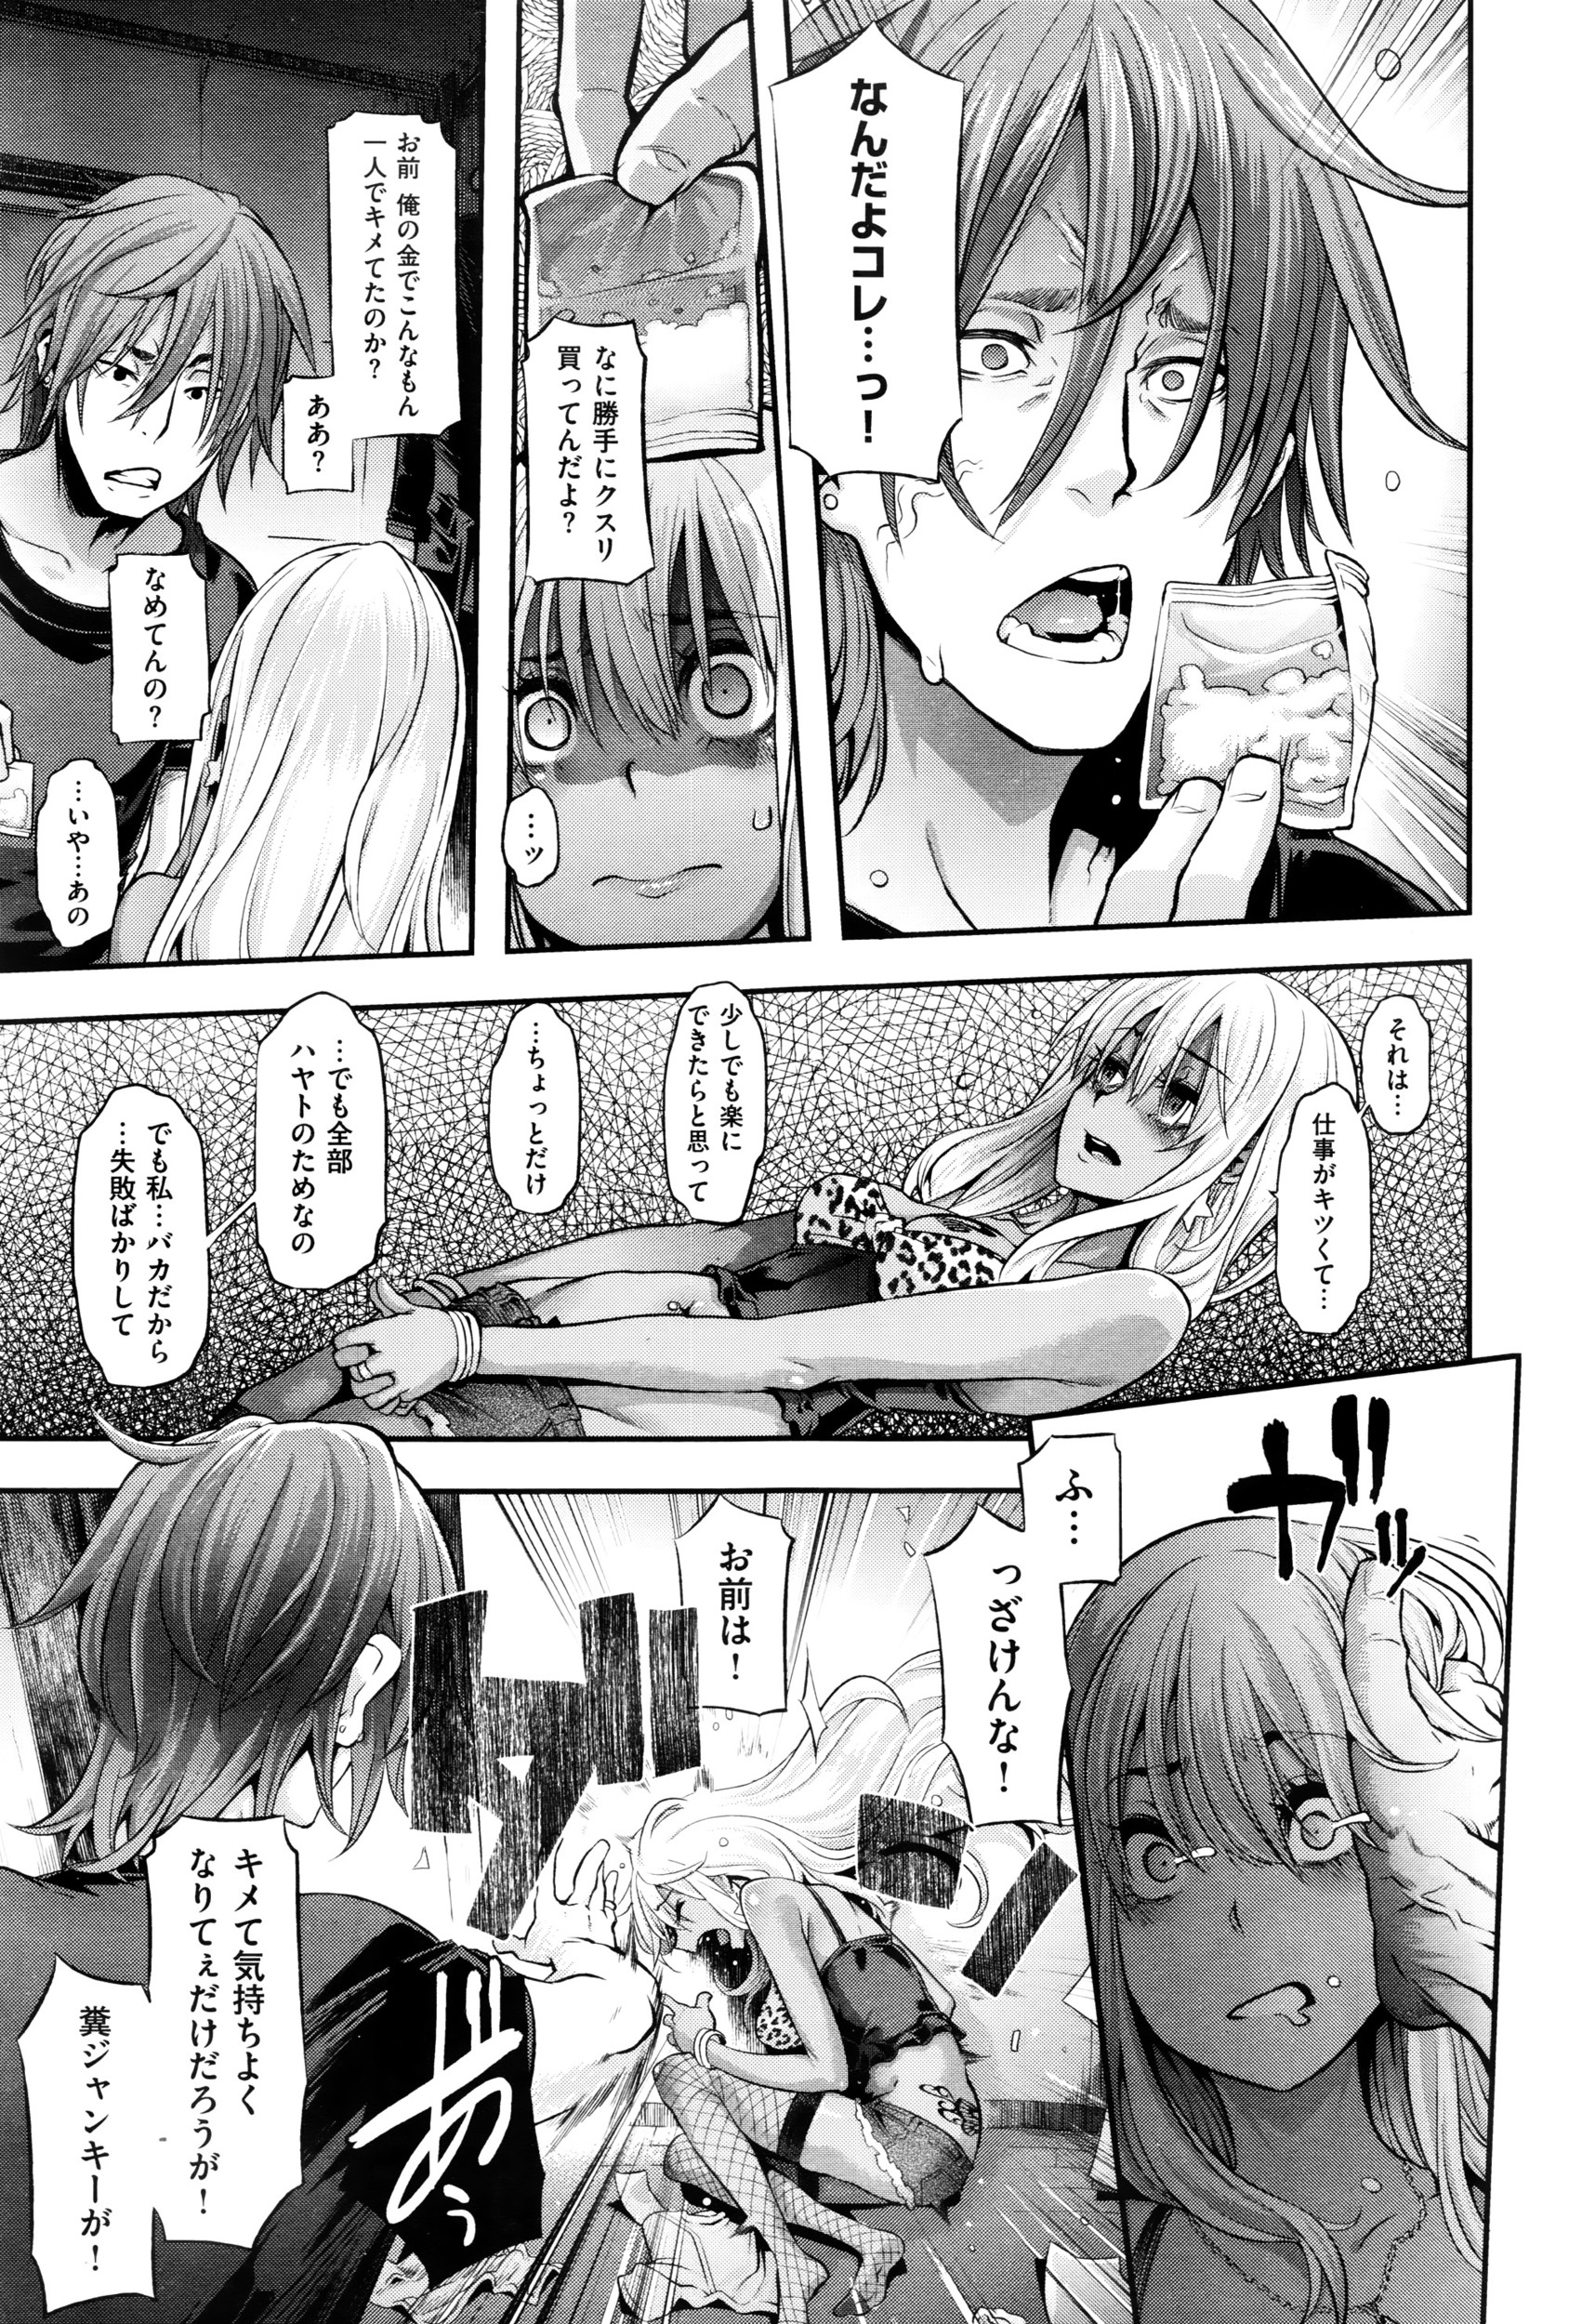 なんだよコレ…っ！
なに勝手にクスリ
買ってんだよ？
…ッ
お前 俺の金でこんなもん
一人でキメてたのか？
ああ？
なめてんの？
…いや…あの
それは…
仕事がキツくて…
少しでも楽に
できたらと思って
…ちょっとだけ
…でも全部
ハヤトのためなの
でも私…バカだから
…失敗ばかりして
ガッ
ふ…
っざけんな！
お前は！
キメて気持ちよく
なりてぇだけだろうが！
糞ジャンキーが！